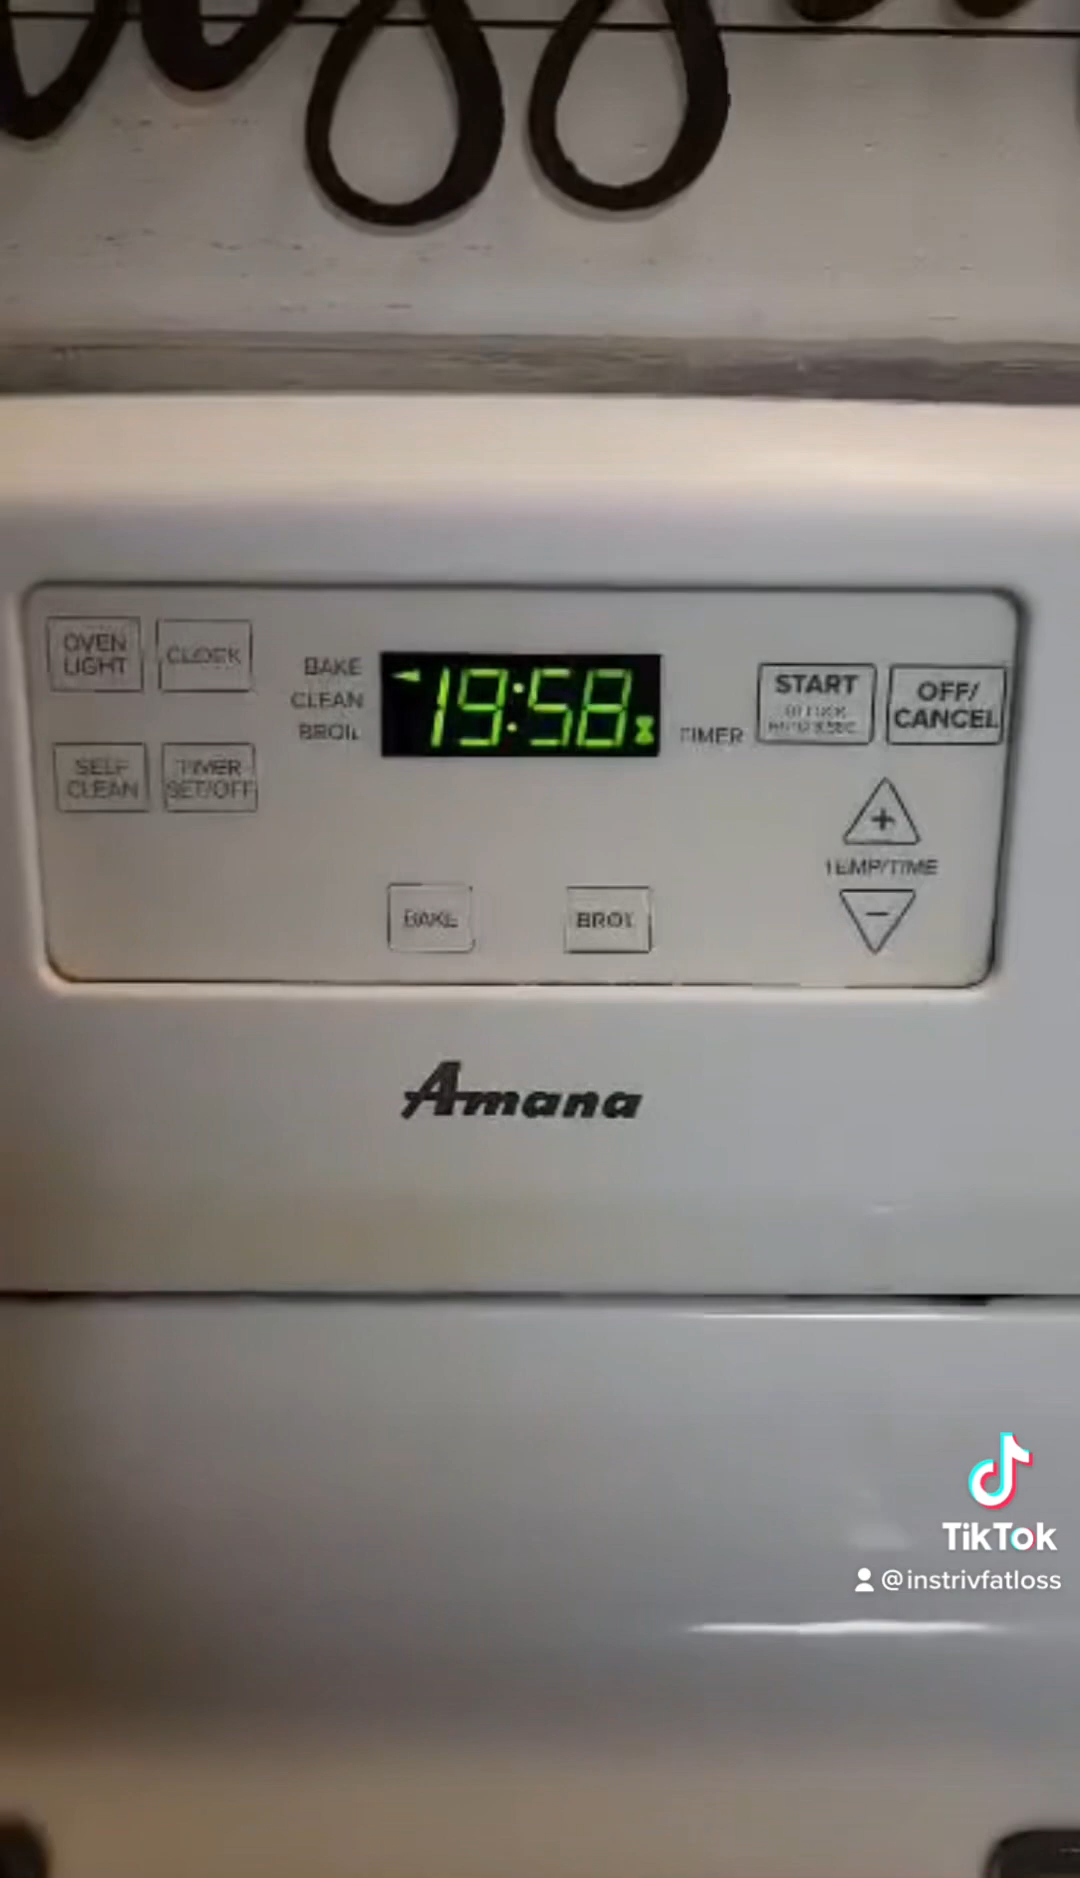 OVEN
LIGHT
CLOCK
BAKE
CLEAN
BROIL
19:58
TIMER
START
OFF/
CANCEL
SELF
CLEAN
TIMER
SET/OFF
+
TEMP/TIME
−
BAKE
BROIL
Amana
TikTok
@instrivfatloss